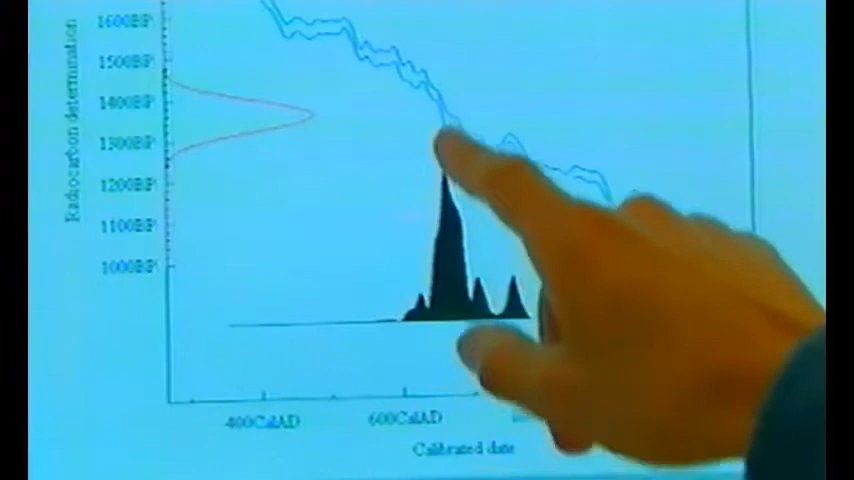 Radiocarbon determination
1600BP
1500BP
1400BP
1300BP
1200BP
1100BP
1000BP
400CalAD
600CalAD
Calibrated date